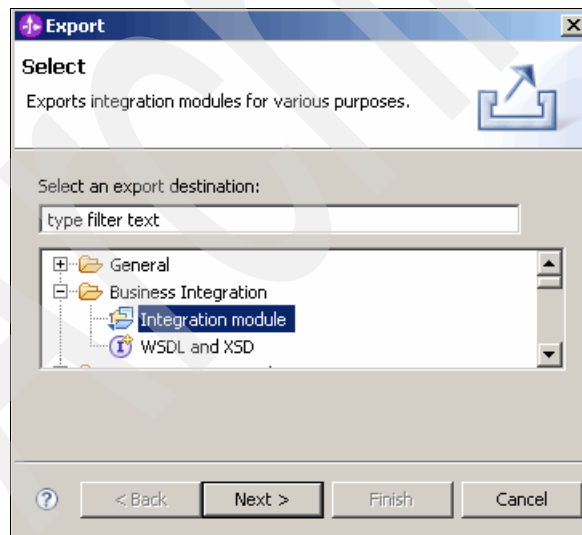 Export
Select
Exports integration modules for various purposes.
Select an export destination:
type filter text
General
Business Integration
Integration module
WSDL and XSD
?
< Back
Next >
Finish
Cancel